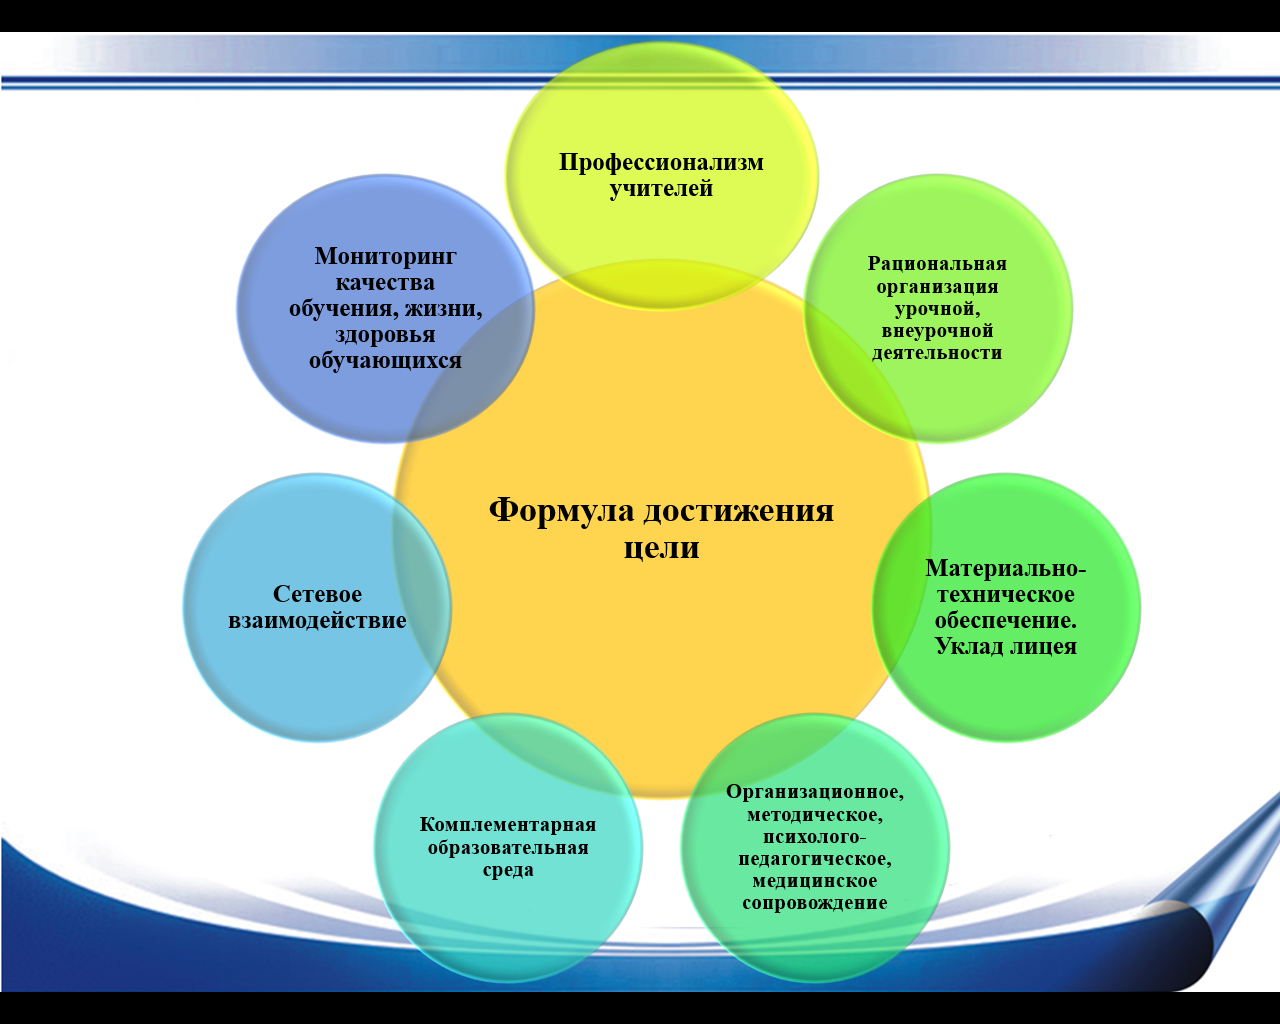 Профессионализм
учителей
Рациональная
организация
урочной,
внеурочной
деятельности
Материально-
техническое
обеспечение.
Уклад лицея
Организационное,
методическое,
психолого-
педагогическое,
медицинское
сопровождение
Комплементарная
образовательная
среда
Сетевое
взаимодействие
Мониторинг
качества
обучения, жизни,
здоровья
обучающихся
Формула достижения
цели